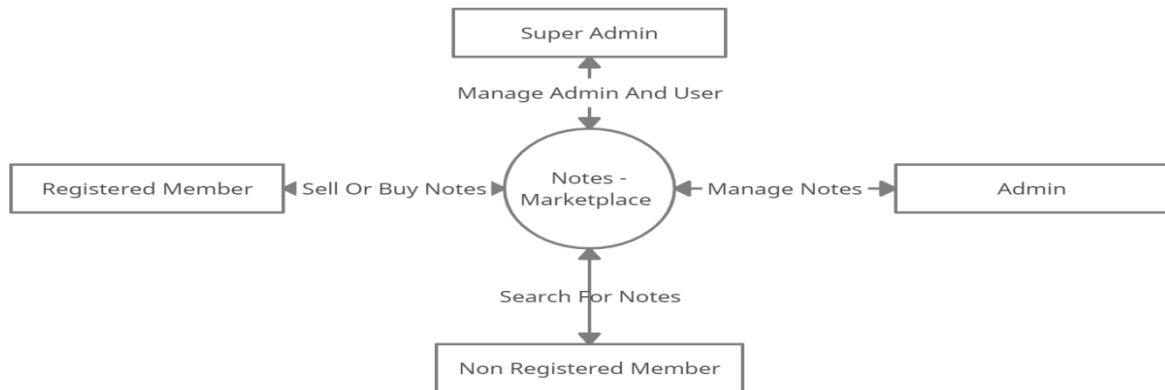 Super Admin
Manage Admin And User
Registered Member
Sell Or Buy Notes
Notes -
Marketplace
Manage Notes
Admin
Search For Notes
Non Registered Member